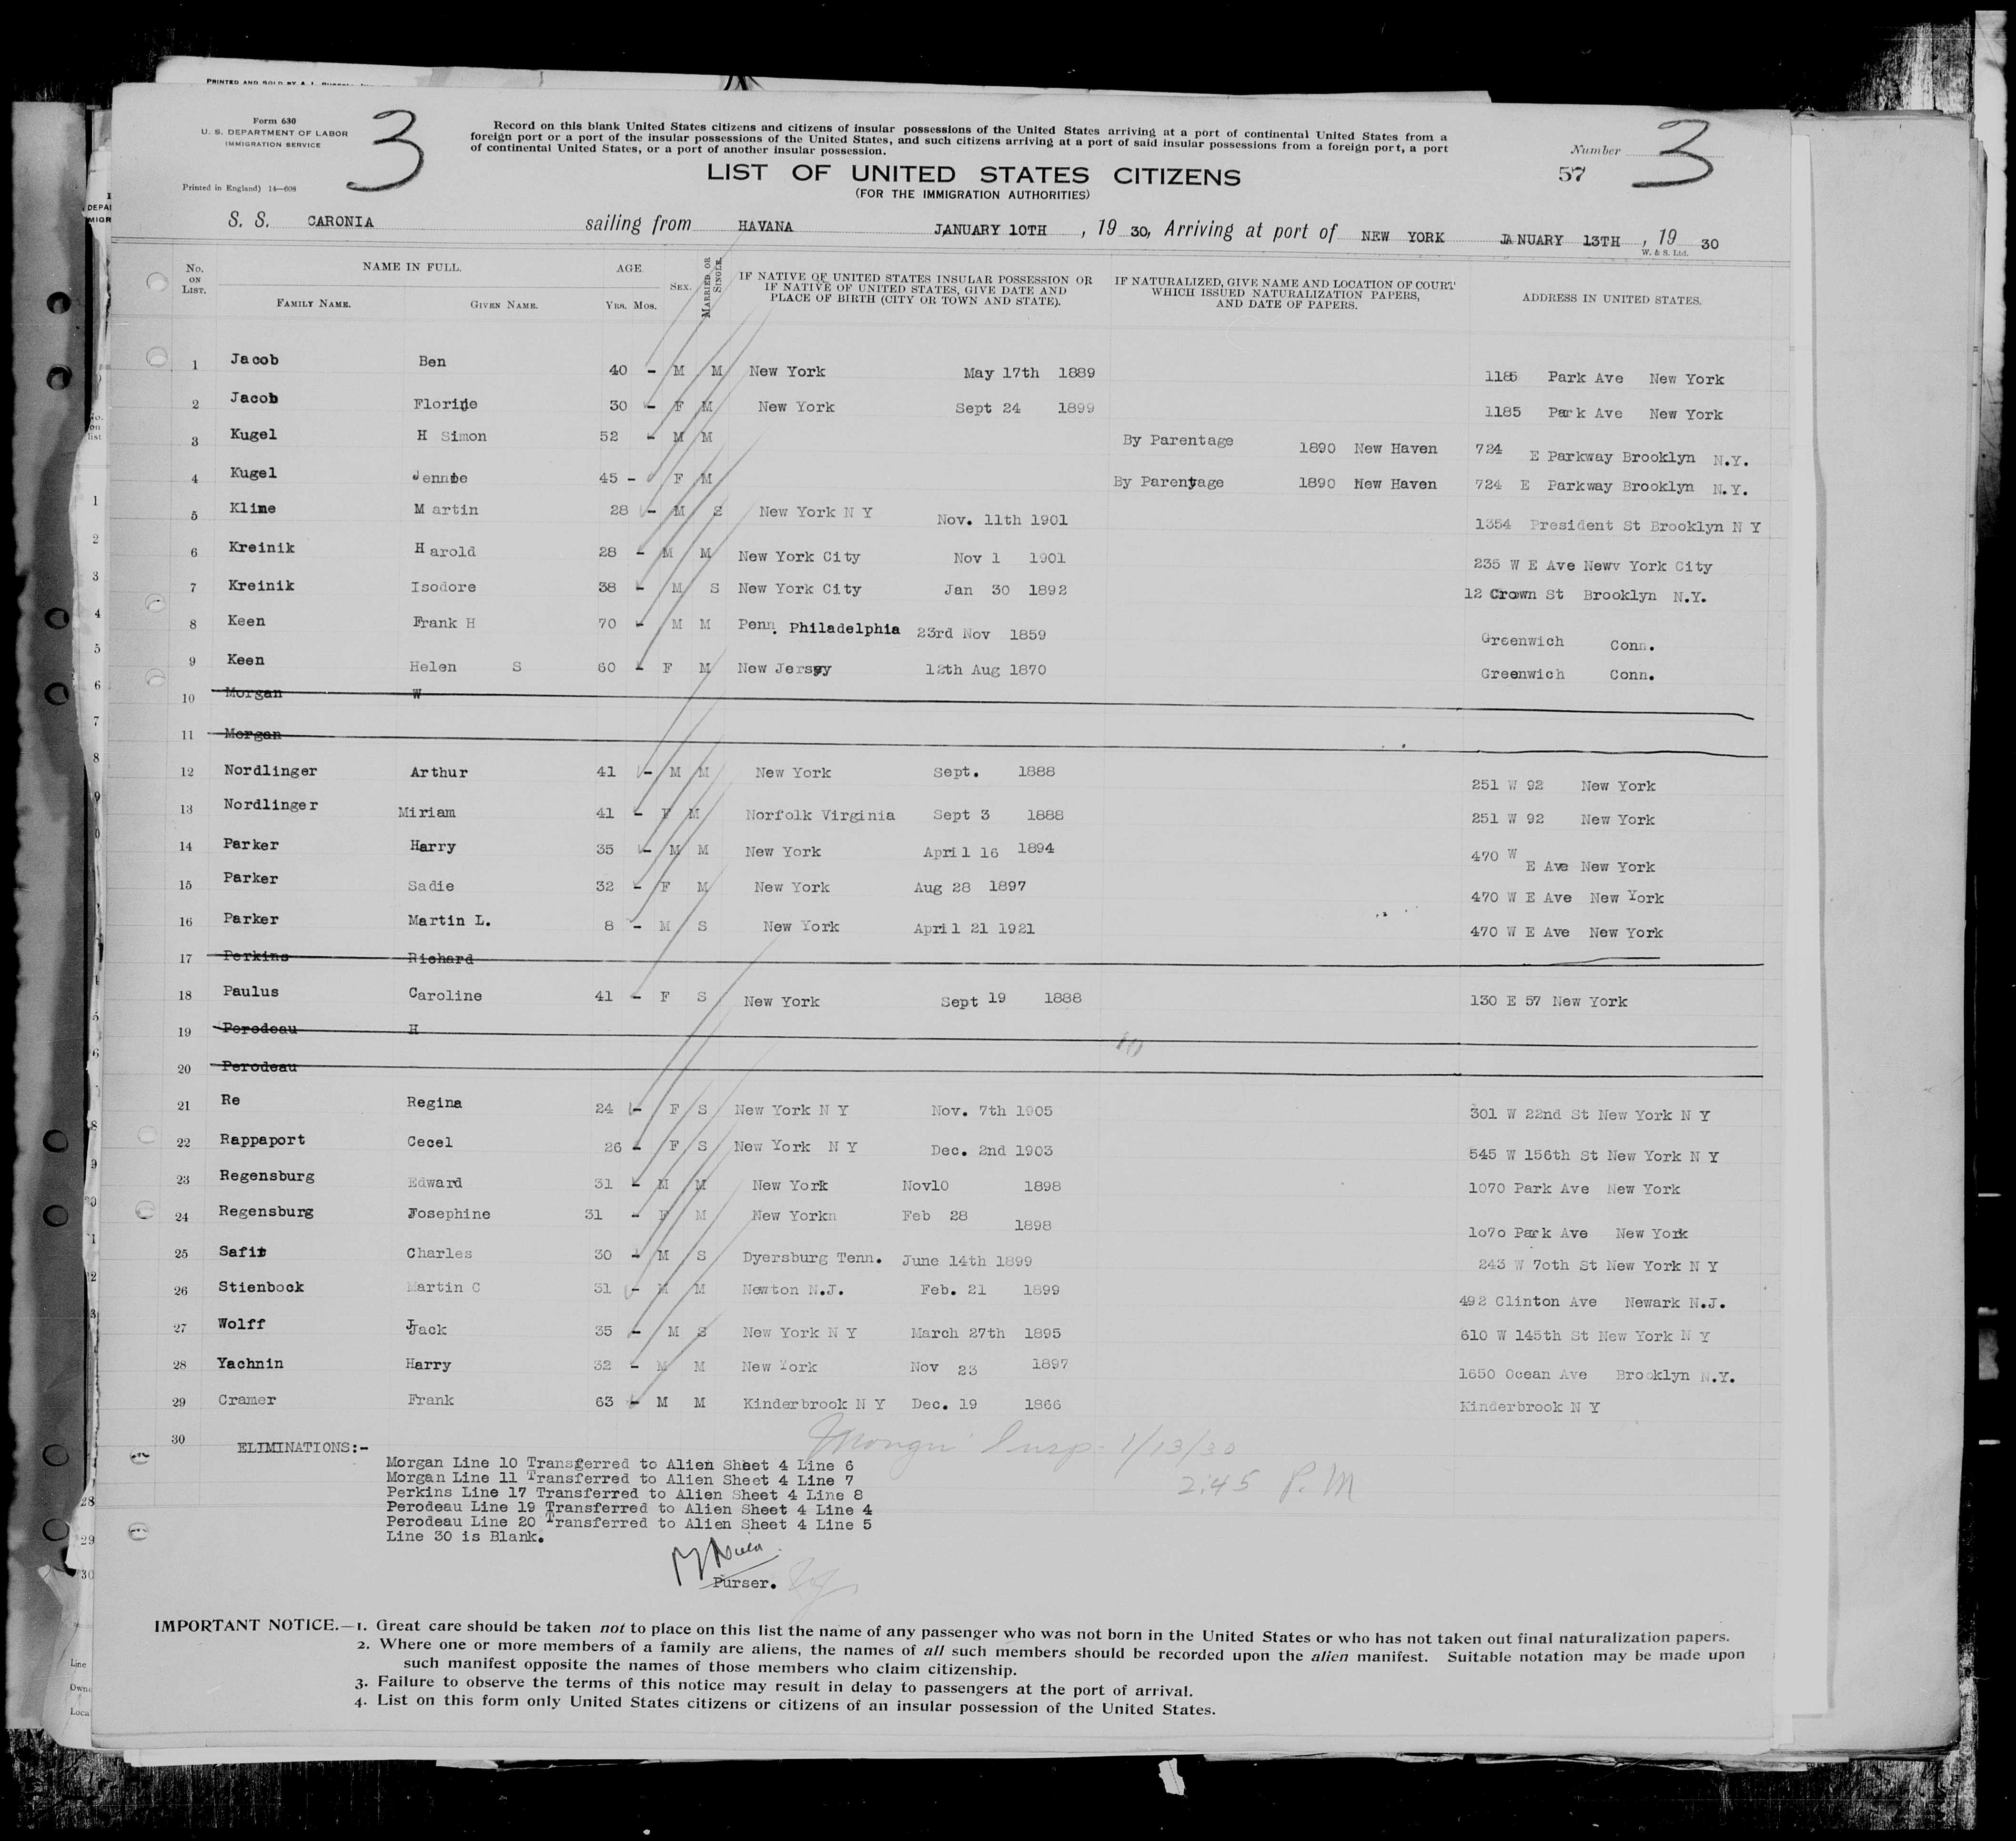 PRINTED AND SOLD BY A. L.
Form 630
U. S. DEPARTMENT OF LABOR
IMMIGRATION SERVICE
3
Printed in England) 14—608
Record on this blank United States citizens and citizens of insular possessions of the United States arriving at a port of continental United States from a
foreign port or a port of the insular possessions of the United States, and such citizens arriving at a port of said insular possessions from a foreign port, a port
of continental United States, or a port of another insular possession.
LIST OF UNITED STATES CITIZENS
(FOR THE IMMIGRATION AUTHORITIES)
Number 3
57
S. S. CARONIA sailing from HAVANA JANUARY 10TH , 19 30, Arriving at port of NEW YORK JANUARY 13TH , 19 30
W. & S. Ltd.
No. ON LIST. NAME IN FULL. AGE. SEX. MARRIED OR SINGLE. IF NATIVE OF UNITED STATES INSULAR POSSESSION OR IF NATIVE OF UNITED STATES, GIVE DATE AND PLACE OF BIRTH (CITY OR TOWN AND STATE). IF NATURALIZED, GIVE NAME AND LOCATION OF COURT WHICH ISSUED NATURALIZATION PAPERS, AND DATE OF PAPERS. ADDRESS IN UNITED STATES.
FAMILY NAME. GIVEN NAME. YRS. MOS.
1 Jacob Ben 40 - M M New York May 17th 1889 1185 Park Ave New York
2 Jacob Florine 30 - F M New York Sept 24 1899 1185 Park Ave New York
3 Kugel H Simon 52 - M M By Parentage 1890 New Haven 724 E Parkway Brooklyn N.Y.
4 Kugel Jennie 45 - F M By Parentage 1890 New Haven 724 E Parkway Brooklyn N.Y.
5 Kline Martin 28 - M S New York N Y Nov. 11th 1901 1354 President St Brooklyn N Y
6 Kreinik Harold 28 - M M New York City Nov 1 1901 235 W E Ave Newv York City
7 Kreinik Isodore 38 - M S New York City Jan 30 1892 12 Crown St Brooklyn N.Y.
8 Keen Frank H 70 - M M Penn. Philadelphia 23rd Nov 1859 Greenwich Conn.
9 Keen Helen S 60 - F M New Jersey 12th Aug 1870 Greenwich Conn.
10 Morgan W
11 Morgan
12 Nordlinger Arthur 41 - M M New York Sept. 1888 251 W 92 New York
13 Nordlinger Miriam 41 - F M Norfolk Virginia Sept 3 1888 251 W 92 New York
14 Parker Harry 35 - M M New York April 16 1894 470 W E Ave New York
15 Parker Sadie 32 - F M New York Aug 28 1897 470 W E Ave New York
16 Parker Martin L. 8 - M S New York April 21 1921 470 W E Ave New York
17 Perkins Richard
18 Paulus Caroline 41 - F S New York Sept 19 1888 130 E 57 New York
19 Perodeau H
10
20 Perodeau
21 Re Regina 24 - F S New York N Y Nov. 7th 1905 301 W 22nd St New York N Y
22 Rappaport Cecel 26 - F S New York N Y Dec. 2nd 1903 545 W 156th St New York N Y
23 Regensburg Edward 31 - M M New York Nov10 1898 1070 Park Ave New York
24 Regensburg Josephine 31 - F M New Yorkn Feb 28 1898 1070 Park Ave New York
25 Safir Charles 30 - M S Dyersburg Tenn. June 14th 1899 243 W 70th St New York N Y
26 Stienbock Martin C 31 - M M Newton N.J. Feb. 21 1899 492 Clinton Ave Newark N.J.
27 Wolff Jack 35 - M S New York N Y March 27th 1895 610 W 145th St New York N Y
28 Yachnin Harry 32 - M M New York Nov 23 1897 1650 Ocean Ave Brooklyn N.Y.
29 Cramer Frank 63 - M M Kinderbrook N Y Dec. 19 1866 Kinderbrook N Y
30 ELIMINATIONS:-
Insp. 1/13/30
2:45 P.M
Morgan Line 10 Transferred to Alien Sheet 4 Line 6
Morgan Line 11 Transferred to Alien Sheet 4 Line 7
Perkins Line 17 Transferred to Alien Sheet 4 Line 8
Perodeau Line 19 Transferred to Alien Sheet 4 Line 4
Perodeau Line 20 Transferred to Alien Sheet 4 Line 5
Line 30 is Blank.
Purser.
IMPORTANT NOTICE.—1. Great care should be taken not to place on this list the name of any passenger who was not born in the United States or who has not taken out final naturalization papers.
2. Where one or more members of a family are aliens, the names of all such members should be recorded upon the alien manifest. Suitable notation may be made upon
such manifest opposite the names of those members who claim citizenship.
3. Failure to observe the terms of this notice may result in delay to passengers at the port of arrival.
4. List on this form only United States citizens or citizens of an insular possession of the United States.